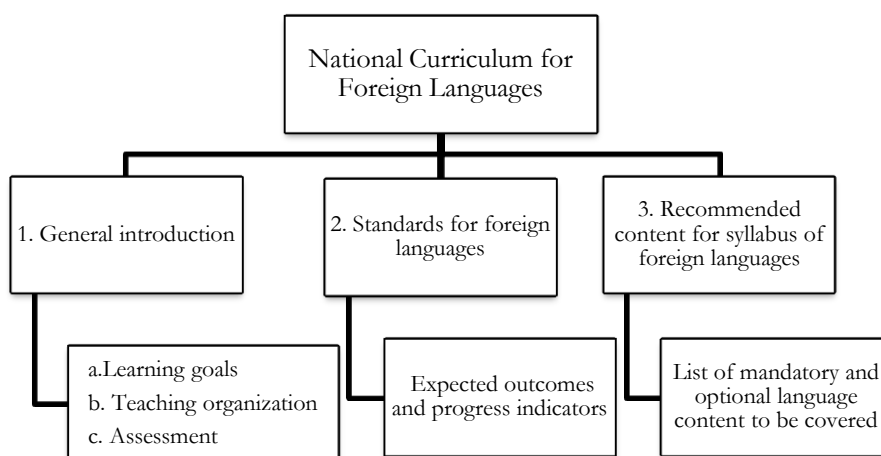 National Curriculum for
Foreign Languages
1. General introduction
2. Standards for foreign
languages
3. Recommended
content for syllabus of
foreign languages
a.Learning goals
b. Teaching organization
c. Assessment
Expected outcomes
and progress indicators
List of mandatory and
optional language
content to be covered